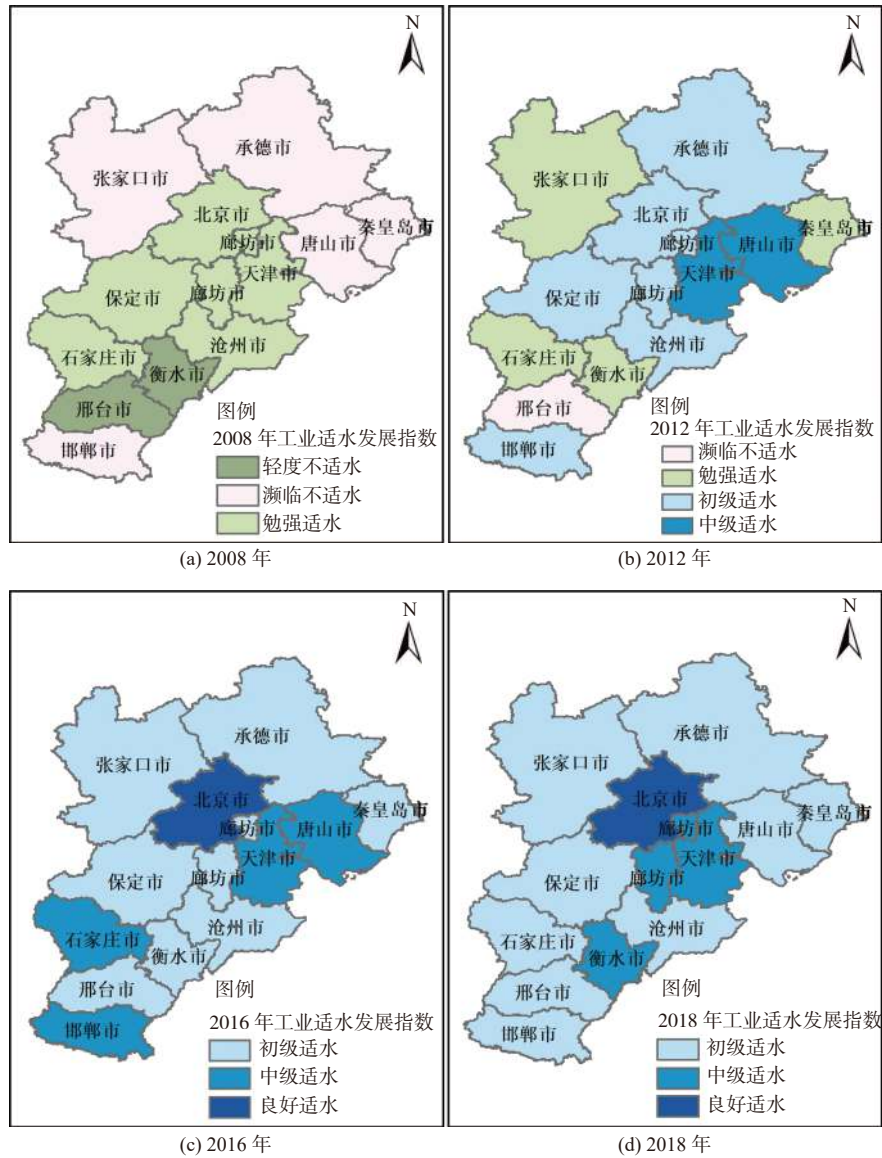 N
承德市
张家口市
北京市
秦皇岛市
廊坊市
唐山市
天津市
廊坊市
保定市
沧州市
石家庄市
衡水市
邢台市
邯郸市
图例
2008 年工业适水发展指数
轻度不适水
濒临不适水
勉强适水
(a) 2008 年
N
承德市
张家口市
北京市
秦皇岛市
廊坊市
唐山市
天津市
廊坊市
保定市
沧州市
石家庄市
衡水市
邢台市
邯郸市
图例
2012 年工业适水发展指数
濒临不适水
勉强适水
初级适水
中级适水
(b) 2012 年
N
承德市
张家口市
北京市
秦皇岛市
廊坊市
唐山市
天津市
廊坊市
保定市
沧州市
石家庄市
衡水市
邢台市
邯郸市
图例
2016 年工业适水发展指数
初级适水
中级适水
良好适水
(c) 2016 年
N
承德市
张家口市
北京市
秦皇岛市
廊坊市
唐山市
天津市
廊坊市
保定市
沧州市
石家庄市
衡水市
邢台市
邯郸市
图例
2018 年工业适水发展指数
初级适水
中级适水
良好适水
(d) 2018 年